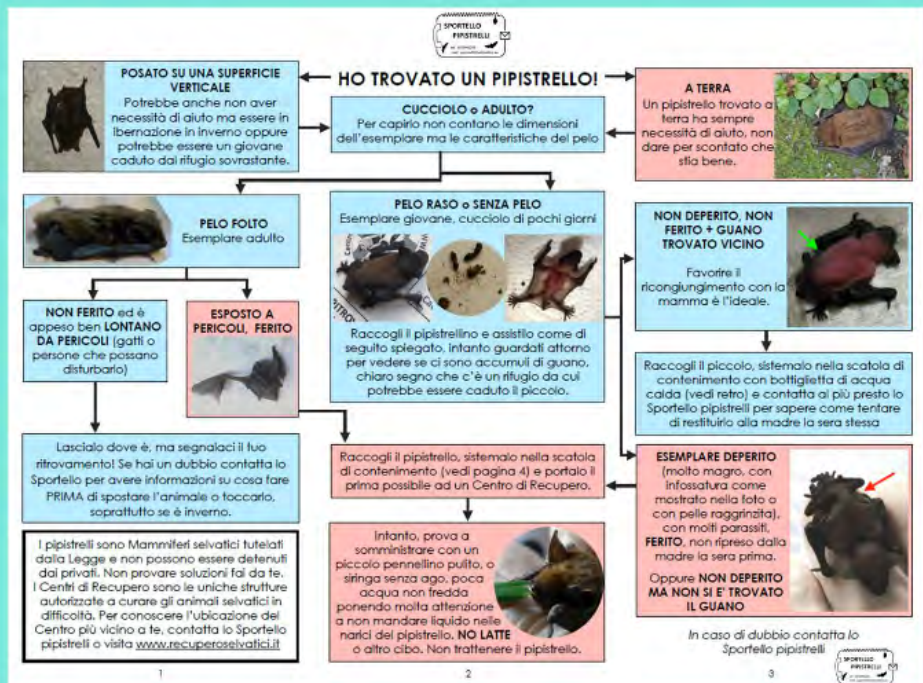 SPORTELLO
PIPISTRELLI
HO TROVATO UN PIPISTRELLO!
POSATO SU UNA SUPERFICIE
VERTICALE
Potrebbe anche non aver
necessità di aiuto ma essere in
ibernazione in inverno oppure
potrebbe essere un giovane
caduto dal rifugio sovrastante.
CUCCIOLO o ADULTO?
Per capirlo non contano le dimensioni
dell'esemplare ma le caratteristiche del pelo
A TERRA
Un pipistrello trovato a
terra ha sempre
necessità di aiuto, non
dare per scontato che
stia bene.
PELO FOLTO
Esemplare adulto
PELO RASO o SENZA PELO
Esemplare giovane, cucciolo di pochi giorni
Raccogli il pipistrellino e assistilo come di
seguito spiegato, intanto guardati attorno
per vedere se ci sono accumuli di guano,
chiaro segno che c'è un rifugio da cui
potrebbe essere caduto il piccolo.
NON DEPERITO, NON
FERITO + GUANO
TROVATO VICINO
Favorire il
ricongiungimento con la
mamma è l'ideale.
NON FERITO ed è
appeso ben LONTANO
DA PERICOLI (gatti o
persone che possano
disturbarlo)
ESPOSTO A
PERICOLI, FERITO
Raccogli il piccolo, sistemalo nella scatola di
contenimento con bottiglietta di acqua
calda (vedi retro) e contatta al più presto lo
Sportello pipistrelli per sapere come tentare
di restituirlo alla madre la sera stessa
Lascialo dove è, ma segnalaci il tuo
ritrovamento! Se hai un dubbio contatta lo
Sportello per avere informazioni su cosa fare
PRIMA di spostare l'animale o toccarlo,
soprattutto se è inverno.
Raccogli il pipistrello, sistemalo nella scatola
di contenimento (vedi pagina 4) e portalo il
prima possibile ad un Centro di Recupero.
ESEMPLARE DEPERITO
(molto magro, con
infossatura come
mostrato nella foto o
con pelle raggrinzita),
con molti parassiti,
FERITO, non ripreso dalla
madre la sera prima.
Oppure NON DEPERITO
MA NON SI E' TROVATO
IL GUANO
I pipistrelli sono Mammiferi selvatici tutelati
dalla Legge e non possono essere detenuti
dai privati. Non provare soluzioni fai da te.
I Centri di Recupero sono le uniche strutture
autorizzate a curare gli animali selvatici in
difficoltà. Per conoscere l'ubicazione del
Centro più vicino a te, contatta lo Sportello
pipistrelli o visita www.recuperoselvatici.it
Intanto, prova a
somministrare con un
piccolo pennellino pulito, o
siringa senza ago, poca
acqua non fredda
ponendo molta attenzione
a non mandare liquido nelle
narici del pipistrello. NO LATTE
o altro cibo. Non trattenere il pipistrello.
In caso di dubbio contatta lo
Sportello pipistrelli
SPORTELLO
PIPISTRELLI
1
2
3